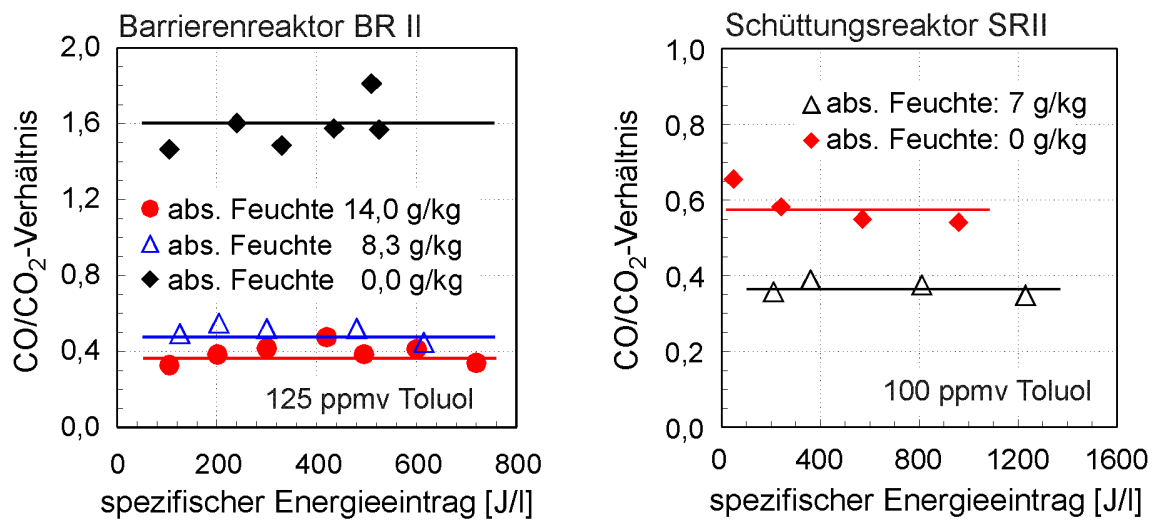 Barrierenreaktor BR II
CO/CO₂-Verhältnis
2,0
1,6
1,2
0,8
0,4
0,0
abs. Feuchte 14,0 g/kg
abs. Feuchte 8,3 g/kg
abs. Feuchte 0,0 g/kg
125 ppmv Toluol
0 200 400 600 800
spezifischer Energieeintrag [J/l]
Schüttungsreaktor SRII
CO/CO₂-Verhältnis
1,0
0,8
0,6
0,4
0,2
0,0
abs. Feuchte: 7 g/kg
abs. Feuchte: 0 g/kg
100 ppmv Toluol
0 400 800 1200 1600
spezifischer Energieeintrag [J/l]